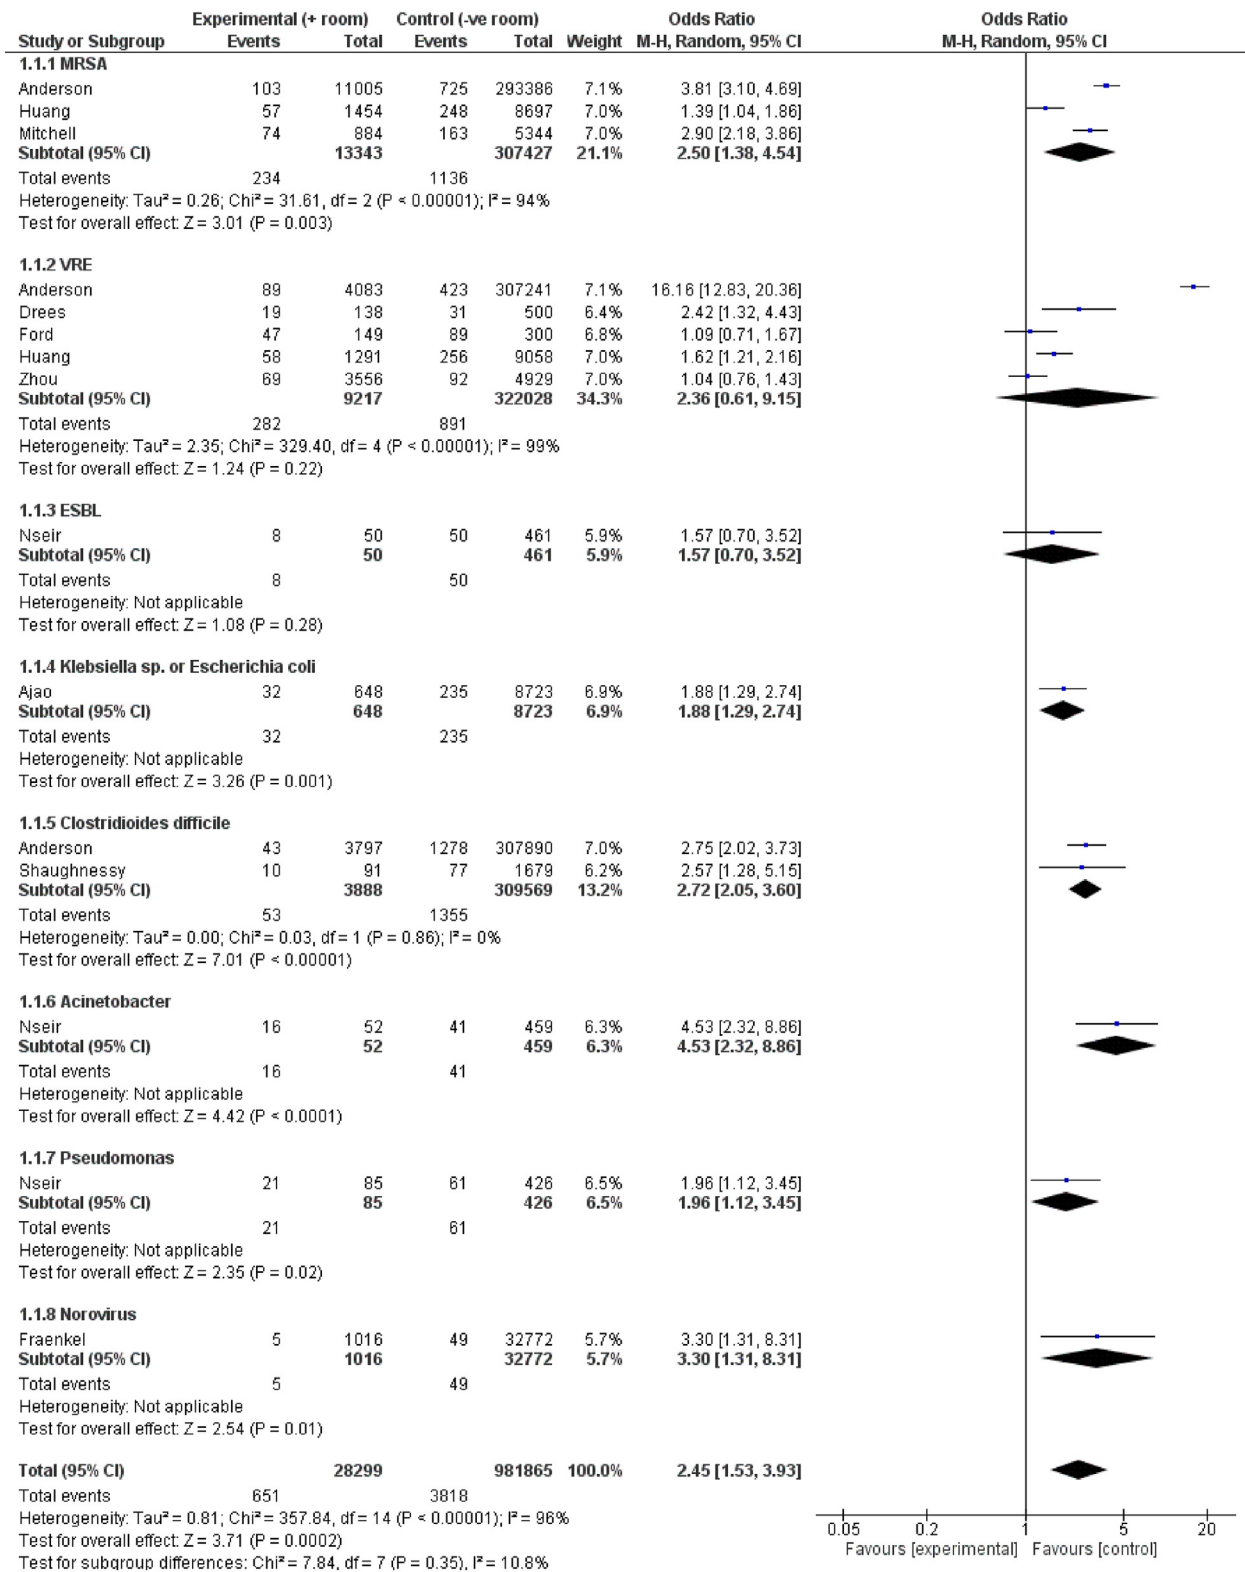 Experimental (+ room) Control (-ve room) Odds Ratio Odds Ratio
Study or Subgroup Events Total Events Total Weight M-H, Random, 95% CI M-H, Random, 95% CI
1.1.1 MRSA
Anderson 103 11005 725 293386 7.1% 3.81 [3.10, 4.69]
Huang 57 1454 248 8697 7.0% 1.39 [1.04, 1.86]
Mitchell 74 884 163 5344 7.0% 2.90 [2.18, 3.86]
Subtotal (95% CI) 13343 307427 21.1% 2.50 [1.38, 4.54]
Total events 234 1136
Heterogeneity: Tau² = 0.26; Chi² = 31.61, df = 2 (P < 0.00001); I² = 94%
Test for overall effect: Z = 3.01 (P = 0.003)
1.1.2 VRE
Anderson 89 4083 423 307241 7.1% 16.16 [12.83, 20.36]
Drees 19 138 31 500 6.4% 2.42 [1.32, 4.43]
Ford 47 149 89 300 6.8% 1.09 [0.71, 1.67]
Huang 58 1291 256 9058 7.0% 1.62 [1.21, 2.16]
Zhou 69 3556 92 4929 7.0% 1.04 [0.76, 1.43]
Subtotal (95% CI) 9217 322028 34.3% 2.36 [0.61, 9.15]
Total events 282 891
Heterogeneity: Tau² = 2.35; Chi² = 329.40, df = 4 (P < 0.00001); I² = 99%
Test for overall effect: Z = 1.24 (P = 0.22)
1.1.3 ESBL
Nseir 8 50 50 461 5.9% 1.57 [0.70, 3.52]
Subtotal (95% CI) 50 461 5.9% 1.57 [0.70, 3.52]
Total events 8 50
Heterogeneity: Not applicable
Test for overall effect: Z = 1.08 (P = 0.28)
1.1.4 Klebsiella sp. or Escherichia coli
Ajao 32 648 235 8723 6.9% 1.88 [1.29, 2.74]
Subtotal (95% CI) 648 8723 6.9% 1.88 [1.29, 2.74]
Total events 32 235
Heterogeneity: Not applicable
Test for overall effect: Z = 3.26 (P = 0.001)
1.1.5 Clostridioides difficile
Anderson 43 3797 1278 307890 7.0% 2.75 [2.02, 3.73]
Shaughnessy 10 91 77 1679 6.2% 2.57 [1.28, 5.15]
Subtotal (95% CI) 3888 309569 13.2% 2.72 [2.05, 3.60]
Total events 53 1355
Heterogeneity: Tau² = 0.00; Chi² = 0.03, df = 1 (P = 0.86); I² = 0%
Test for overall effect: Z = 7.01 (P < 0.00001)
1.1.6 Acinetobacter
Nseir 16 52 41 459 6.3% 4.53 [2.32, 8.86]
Subtotal (95% CI) 52 459 6.3% 4.53 [2.32, 8.86]
Total events 16 41
Heterogeneity: Not applicable
Test for overall effect: Z = 4.42 (P < 0.0001)
1.1.7 Pseudomonas
Nseir 21 85 61 426 6.5% 1.96 [1.12, 3.45]
Subtotal (95% CI) 85 426 6.5% 1.96 [1.12, 3.45]
Total events 21 61
Heterogeneity: Not applicable
Test for overall effect: Z = 2.35 (P = 0.02)
1.1.8 Norovirus
Fraenkel 5 1016 49 32772 5.7% 3.30 [1.31, 8.31]
Subtotal (95% CI) 1016 32772 5.7% 3.30 [1.31, 8.31]
Total events 5 49
Heterogeneity: Not applicable
Test for overall effect: Z = 2.54 (P = 0.01)
Total (95% CI) 28299 981865 100.0% 2.45 [1.53, 3.93]
Total events 651 3818
Heterogeneity: Tau² = 0.81; Chi² = 357.84, df = 14 (P < 0.00001); I² = 96%
Test for overall effect: Z = 3.71 (P = 0.0002)
Test for subgroup differences: Chi² = 7.84, df = 7 (P = 0.35), I² = 10.8%
0.05 0.2 1 5 20
Favours [experimental] Favours [control]